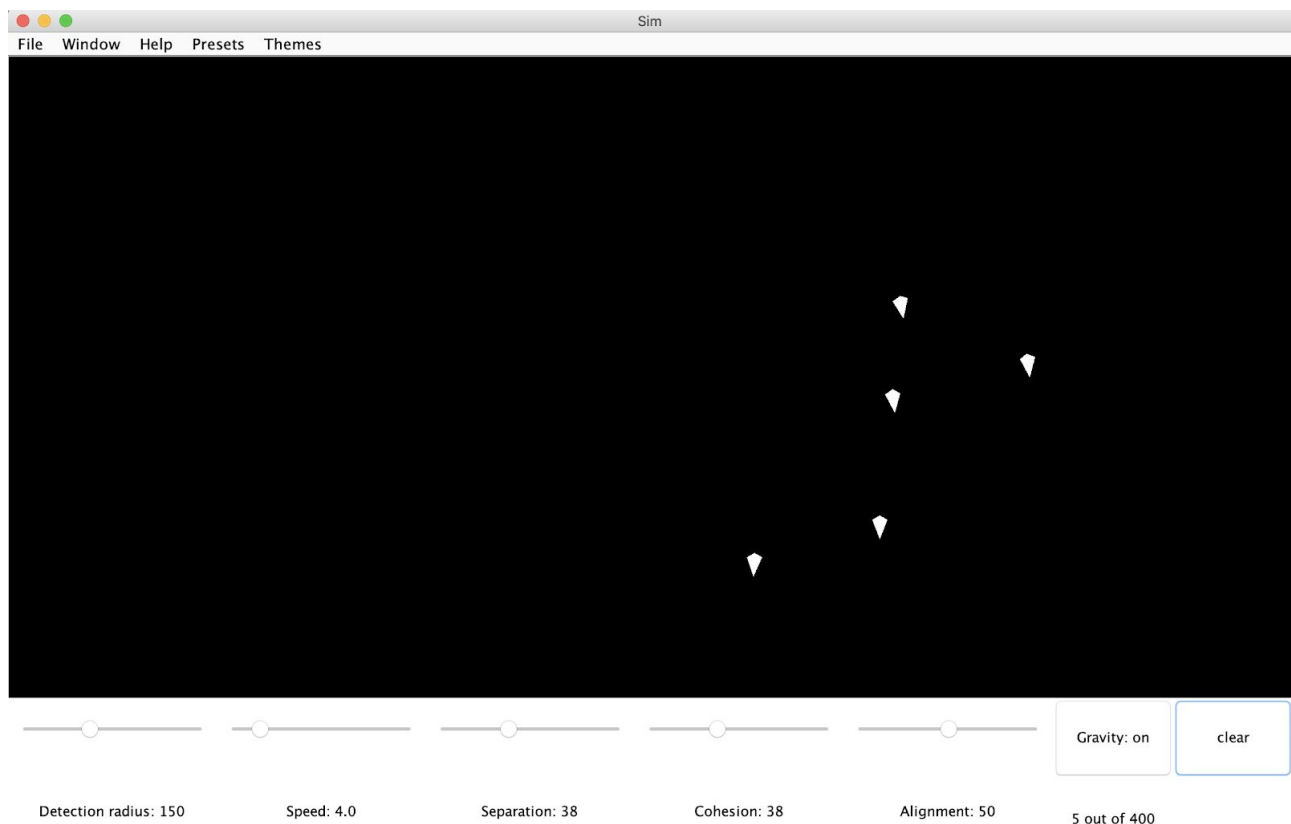 Sim
File Window Help Presets Themes
Gravity: on clear
Detection radius: 150 Speed: 4.0 Separation: 38 Cohesion: 38 Alignment: 50 5 out of 400